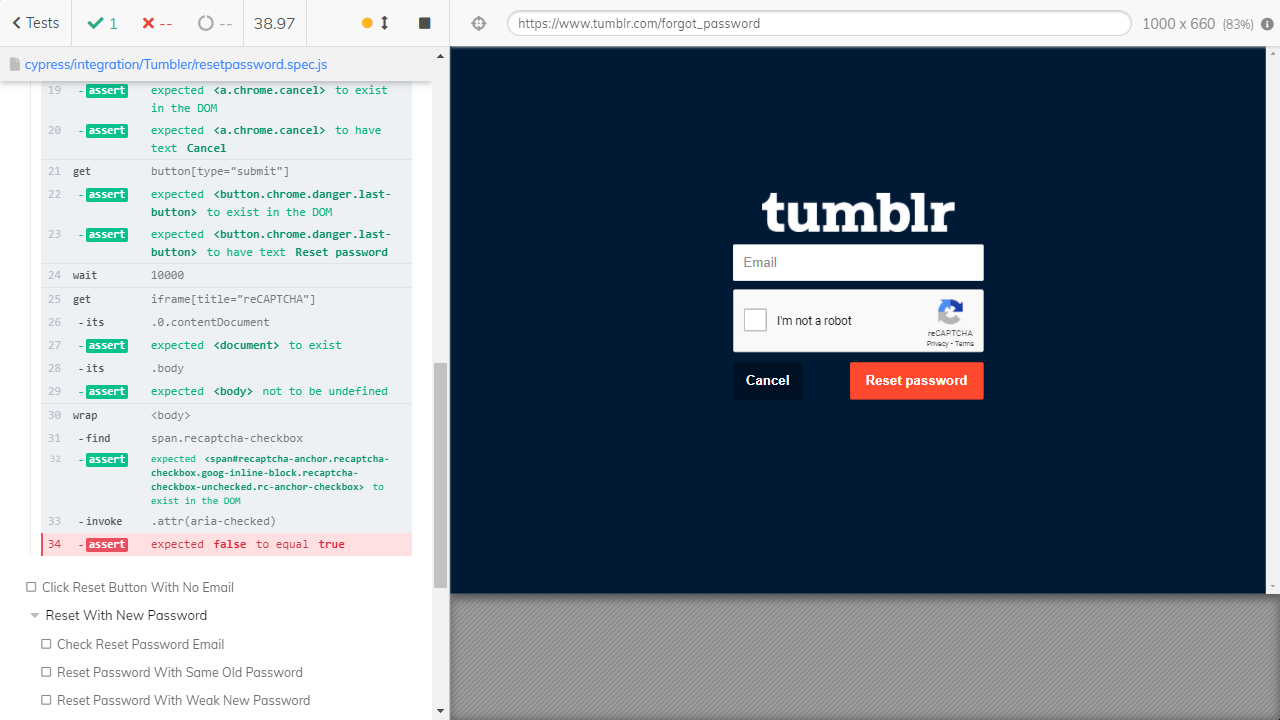 Tests 1 -- -- 38.97
https://www.tumblr.com/forgot_password 1000 x 660 (83%)
cypress/integration/Tumbler/resetpassword.spec.js
19 - assert expected <a.chrome.cancel> to exist
in the DOM
20 - assert expected <a.chrome.cancel> to have
text Cancel
21 get button[type="submit"]
22 - assert expected <button.chrome.danger.last-
button> to exist in the DOM
23 - assert expected <button.chrome.danger.last-
button> to have text Reset password
24 wait 10000
25 get iframe[title="reCAPTCHA"]
26 - its .0.contentDocument
27 - assert expected <document> to exist
28 - its .body
29 - assert expected <body> not to be undefined
30 wrap <body>
31 - find span.recaptcha-checkbox
32 - assert expected <span#recaptcha-anchor.recaptcha-
checkbox.goog-inline-block.recaptcha-
checkbox-unchecked.rc-anchor-checkbox> to
exist in the DOM
33 - invoke .attr(aria-checked)
34 - assert expected false to equal true
Click Reset Button With No Email
Reset With New Password
Check Reset Password Email
Reset Password With Same Old Password
Reset Password With Weak New Password
tumblr
Email
I'm not a robot
reCAPTCHA
Privacy - Terms
Cancel Reset password